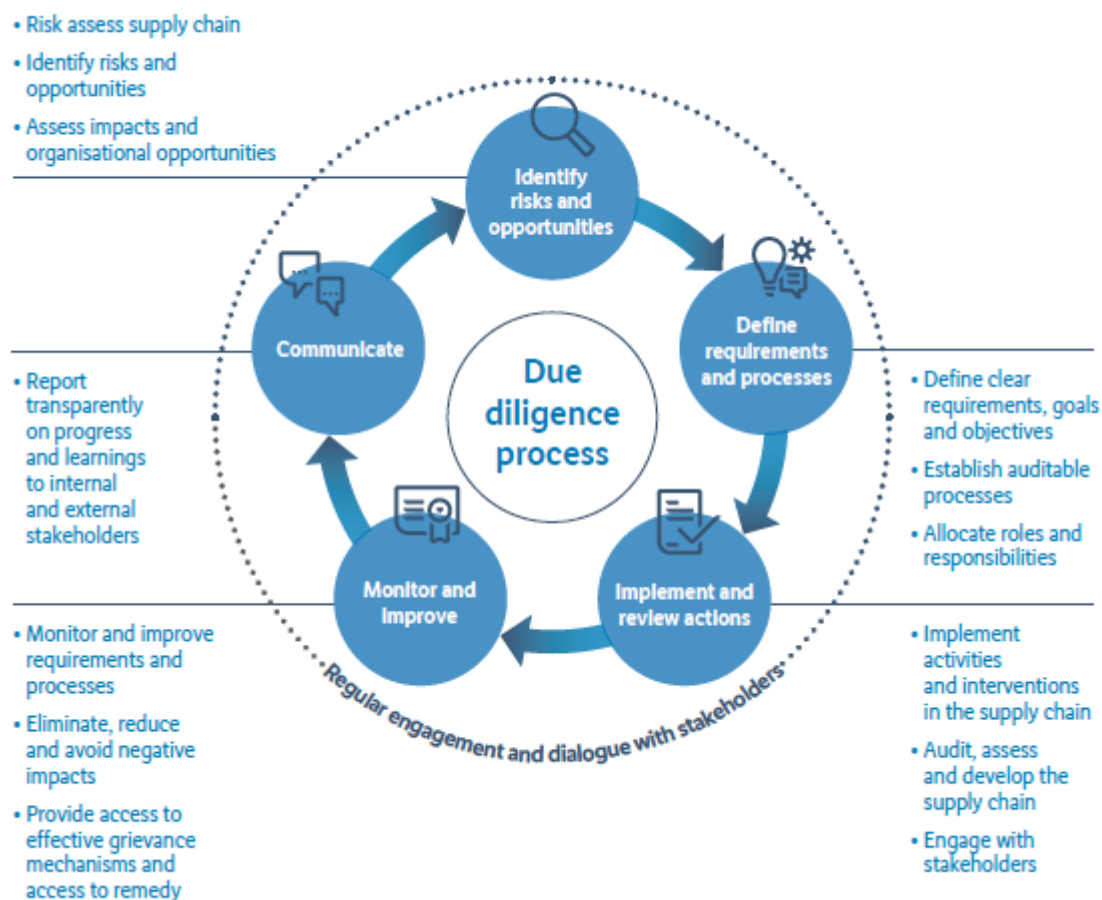 • Risk assess supply chain
• Identify risks and
opportunities
• Assess impacts and
organisational opportunities
Identify
risks and
opportunities
Define
requirements
and processes
• Define clear
requirements, goals
and objectives
• Establish auditable
processes
• Allocate roles and
responsibilities
Implement and
review actions
• Implement
activities
and interventions
in the supply chain
• Audit, assess
and develop the
supply chain
• Engage with
stakeholders
Monitor and
improve
• Monitor and improve
requirements and
processes
• Eliminate, reduce
and avoid negative
impacts
• Provide access to
effective grievance
mechanisms and
access to remedy
Communicate
• Report
transparently
on progress
and learnings
to internal
and external
stakeholders
Due
diligence
process
Regular engagement and dialogue with stakeholders